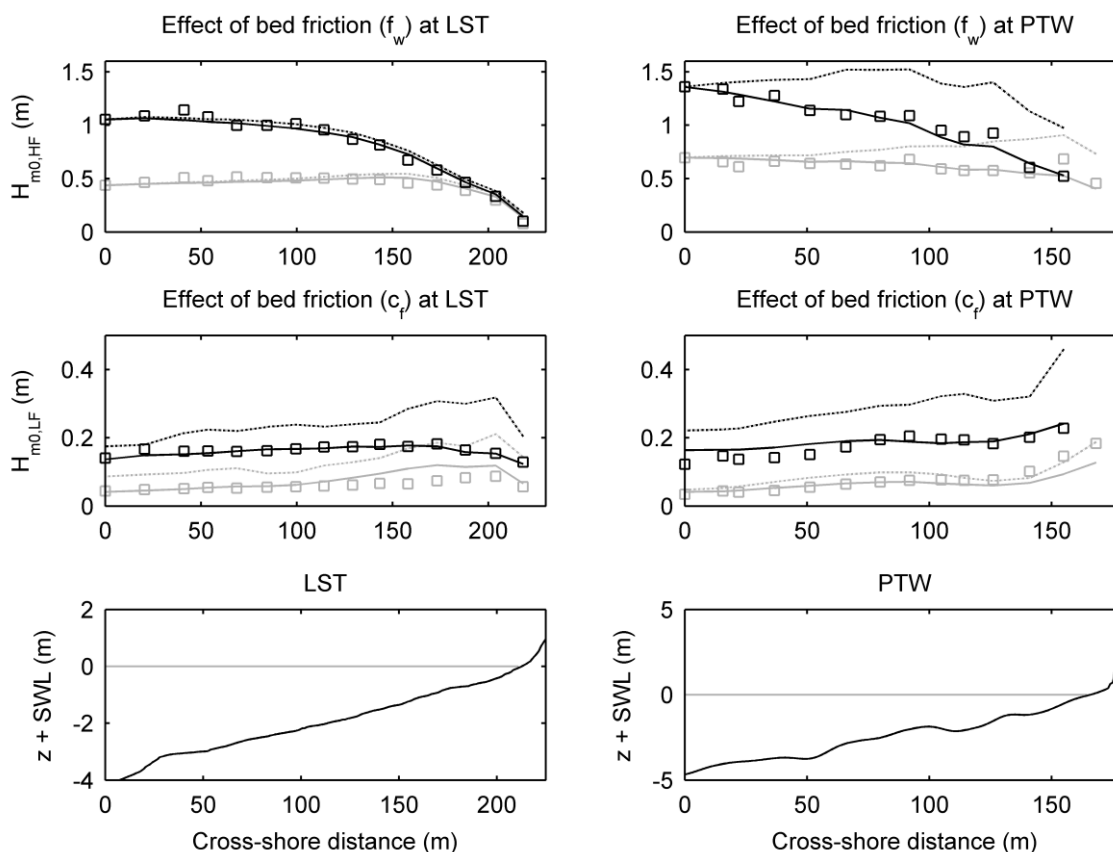 Effect of bed friction (f_w) at LST
H_m0,HF (m)
1.5
1
0.5
0
0 50 100 150 200
Effect of bed friction (f_w) at PTW
1.5
1
0.5
0
0 50 100 150
Effect of bed friction (c_f) at LST
H_m0,LF (m)
0.4
0.2
0
0 50 100 150 200
Effect of bed friction (c_f) at PTW
0.4
0.2
0
0 50 100 150
LST
z + SWL (m)
2
0
-2
-4
0 50 100 150 200
Cross-shore distance (m)
PTW
z + SWL (m)
5
0
-5
0 50 100 150
Cross-shore distance (m)